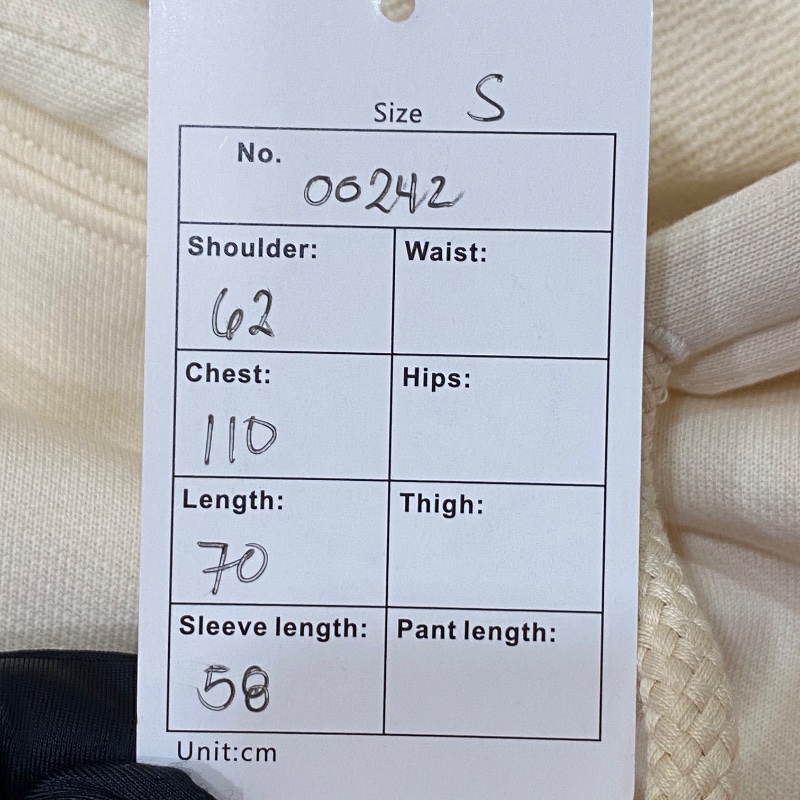 Size S
No.
00242
Shoulder: Waist:
62
Chest: Hips:
110
Length: Thigh:
70
Sleeve length: Pant length:
58
Unit:cm